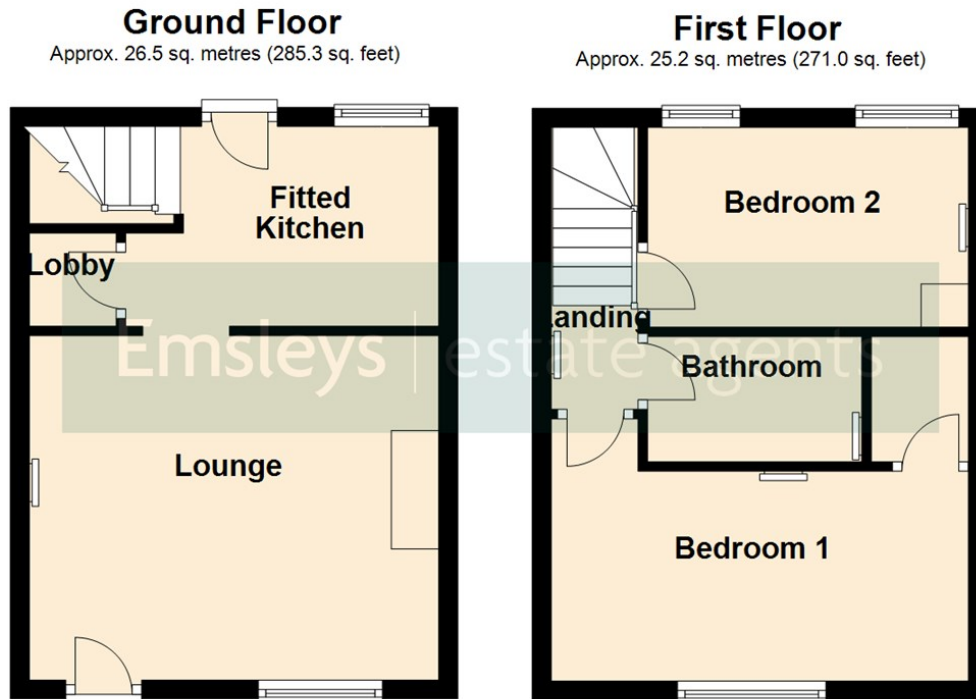 Ground Floor
Approx. 26.5 sq. metres (285.3 sq. feet)
Fitted
Kitchen
Lobby
Lounge
First Floor
Approx. 25.2 sq. metres (271.0 sq. feet)
Bedroom 2
Landing
Bathroom
Bedroom 1
Emsleys | estate agents